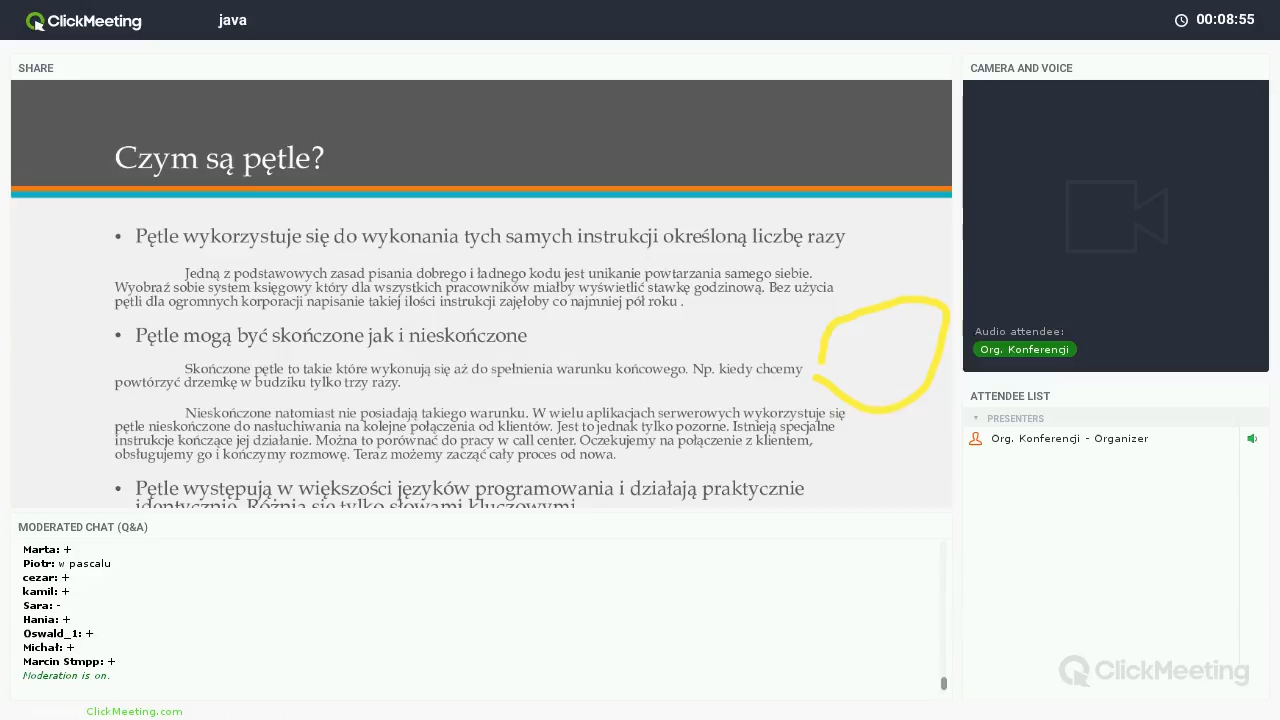 ClickMeeting
java
00:08:55
SHARE
CAMERA AND VOICE
Czym są pętle?
• Pętle wykorzystuje się do wykonania tych samych instrukcji określoną liczbę razy
Jedną z podstawowych zasad pisania dobrego i ładnego kodu jest unikanie powtarzania samego siebie.
Wyobraź sobie system księgowy który dla wszystkich pracowników miałby wyświetlić stawkę godzinową. Bez użycia
pętli dla ogromnych korporacji napisanie takiej ilości instrukcji zajęłoby co najmniej pół roku .
• Pętle mogą być skończone jak i nieskończone
Skończone pętle to takie które wykonują się aż do spełnienia warunku końcowego. Np. kiedy chcemy
powtórzyć drzemkę w budziku tylko trzy razy.
Nieskończone natomiast nie posiadają takiego warunku. W wielu aplikacjach serwerowych wykorzystuje się
pętle nieskończone do nasłuchiwania na kolejne połączenia od klientów. Jest to jednak tylko pozorne. Istnieją specjalne
instrukcje kończące jej działanie. Można to porównać do pracy w call center. Oczekujemy na połączenie z klientem,
obsługujemy go i kończymy rozmowę. Teraz możemy zacząć cały proces od nowa.
• Pętle występują w większości języków programowania i działają praktycznie
identycznie. Różnią się tylko słowami kluczowymi
Audio attendee:
Org. Konferencji
ATTENDEE LIST
PRESENTERS
Org. Konferencji - Organizer
MODERATED CHAT (Q&A)
Marta: +
Piotr: w pascalu
cezar: +
kamil: +
Sara: -
Hania: +
Oswald_1: +
Michał: +
Marcin Stmpp: +
Moderation is on.
ClickMeeting
ClickMeeting.com